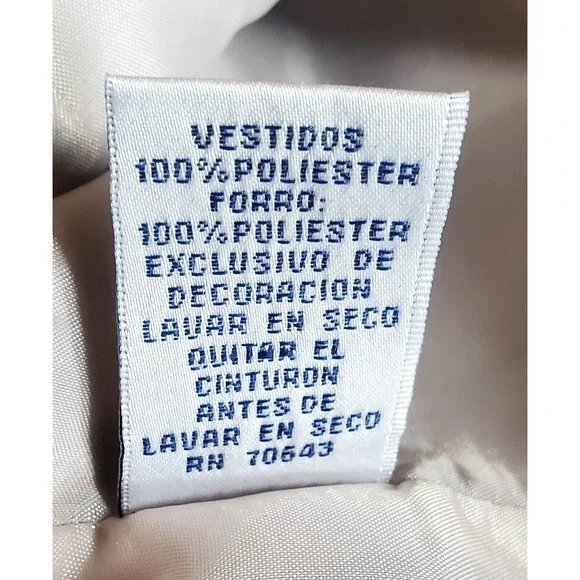 VESTIDOS
100% POLIESTER
FORRO:
100% POLIESTER
EXCLUSIVO DE
DECORACION
LAVAR EN SECO
QUITAR EL
CINTURON
ANTES DE
LAVAR EN SECO
RN 70643